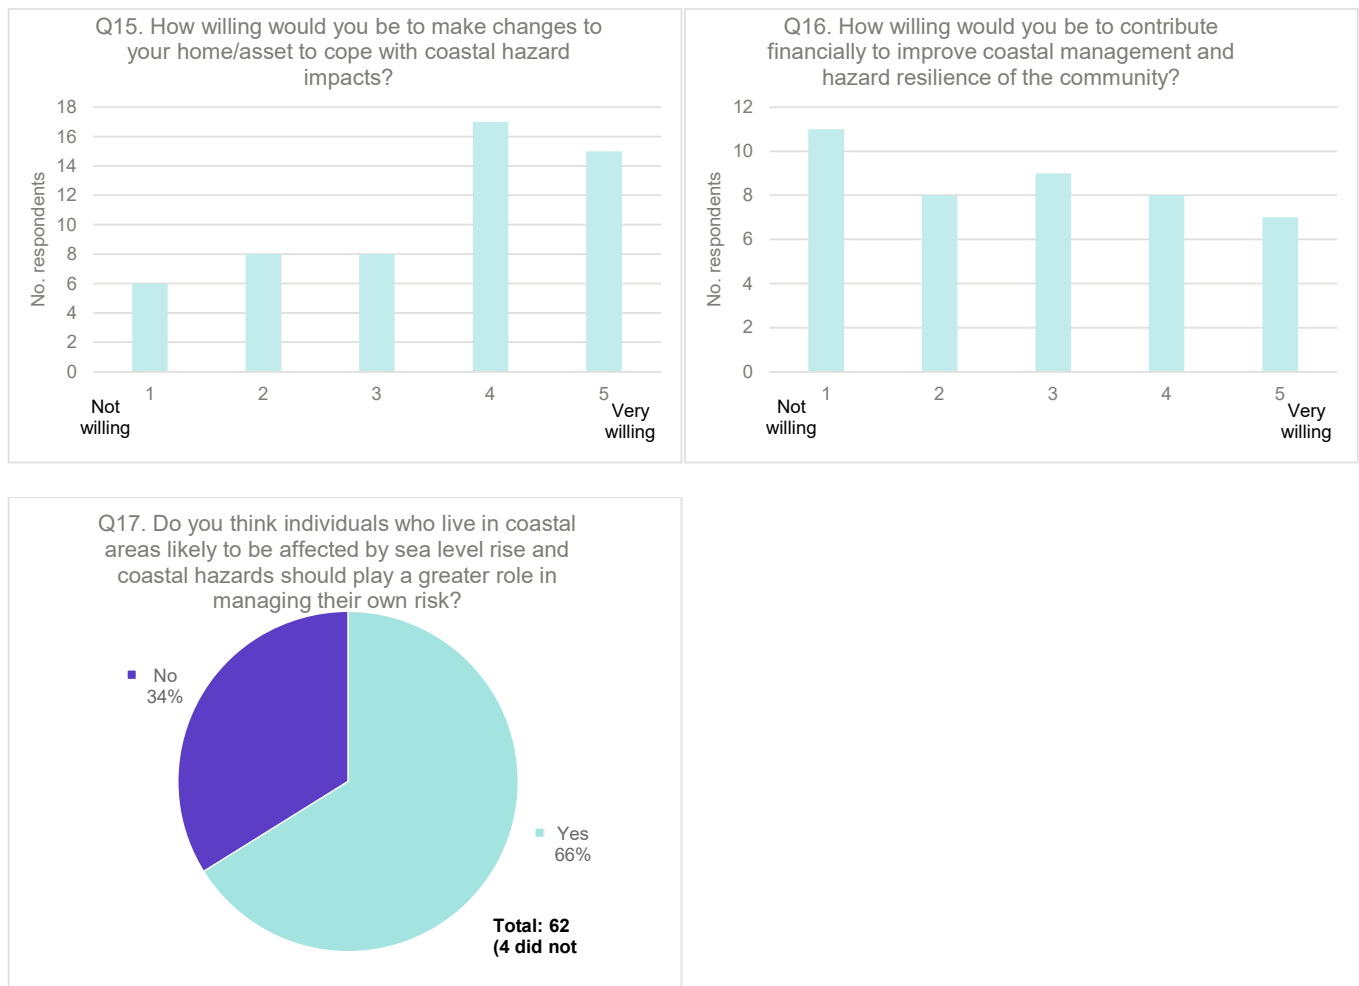 Q15. How willing would you be to make changes to
your home/asset to cope with coastal hazard
impacts?
18
16
14
12
10
8
6
4
2
0
No. respondents
1
2
3
4
5
Not
willing
Very
willing
Q16. How willing would you be to contribute
financially to improve coastal management and
hazard resilience of the community?
12
10
8
6
4
2
0
No. respondents
1
2
3
4
5
Not
willing
Very
willing
Q17. Do you think individuals who live in coastal
areas likely to be affected by sea level rise and
coastal hazards should play a greater role in
managing their own risk?
No
34%
Yes
66%
Total: 62
(4 did not